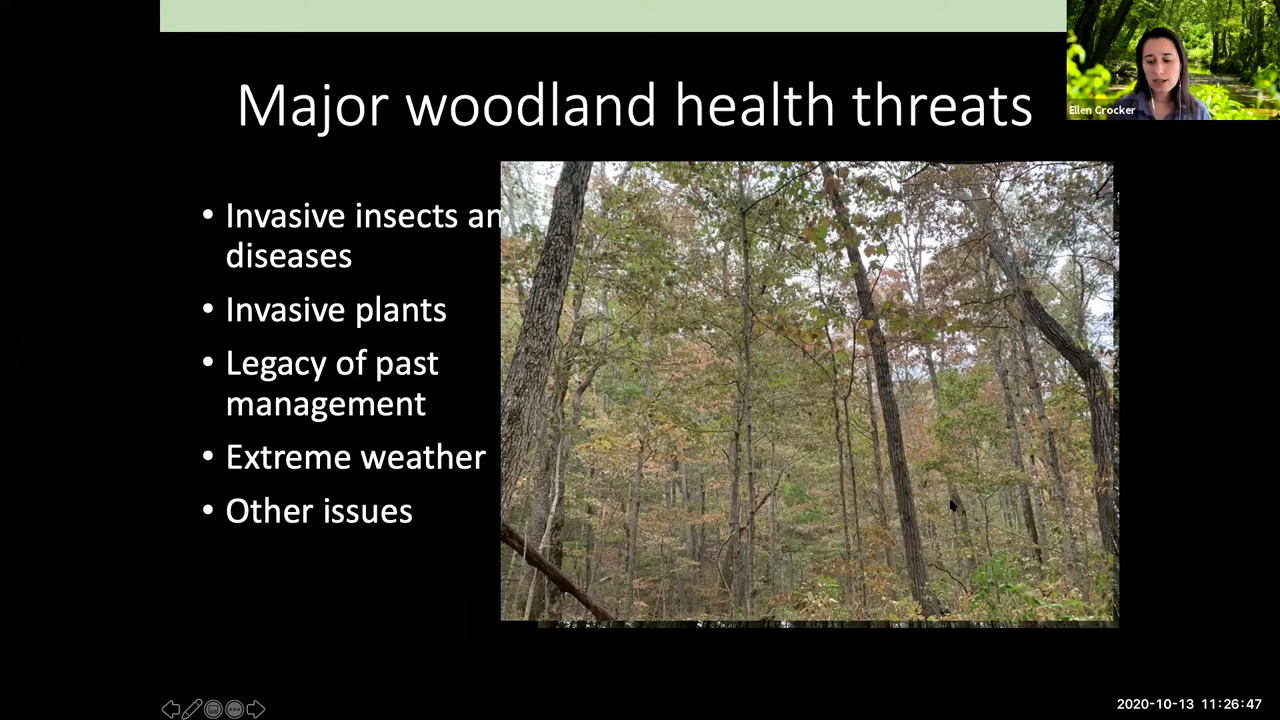 Major woodland health threats
Ellen Crocker
• Invasive insects an
diseases
• Invasive plants
• Legacy of past
management
• Extreme weather
• Other issues
2020-10-13 11:26:47